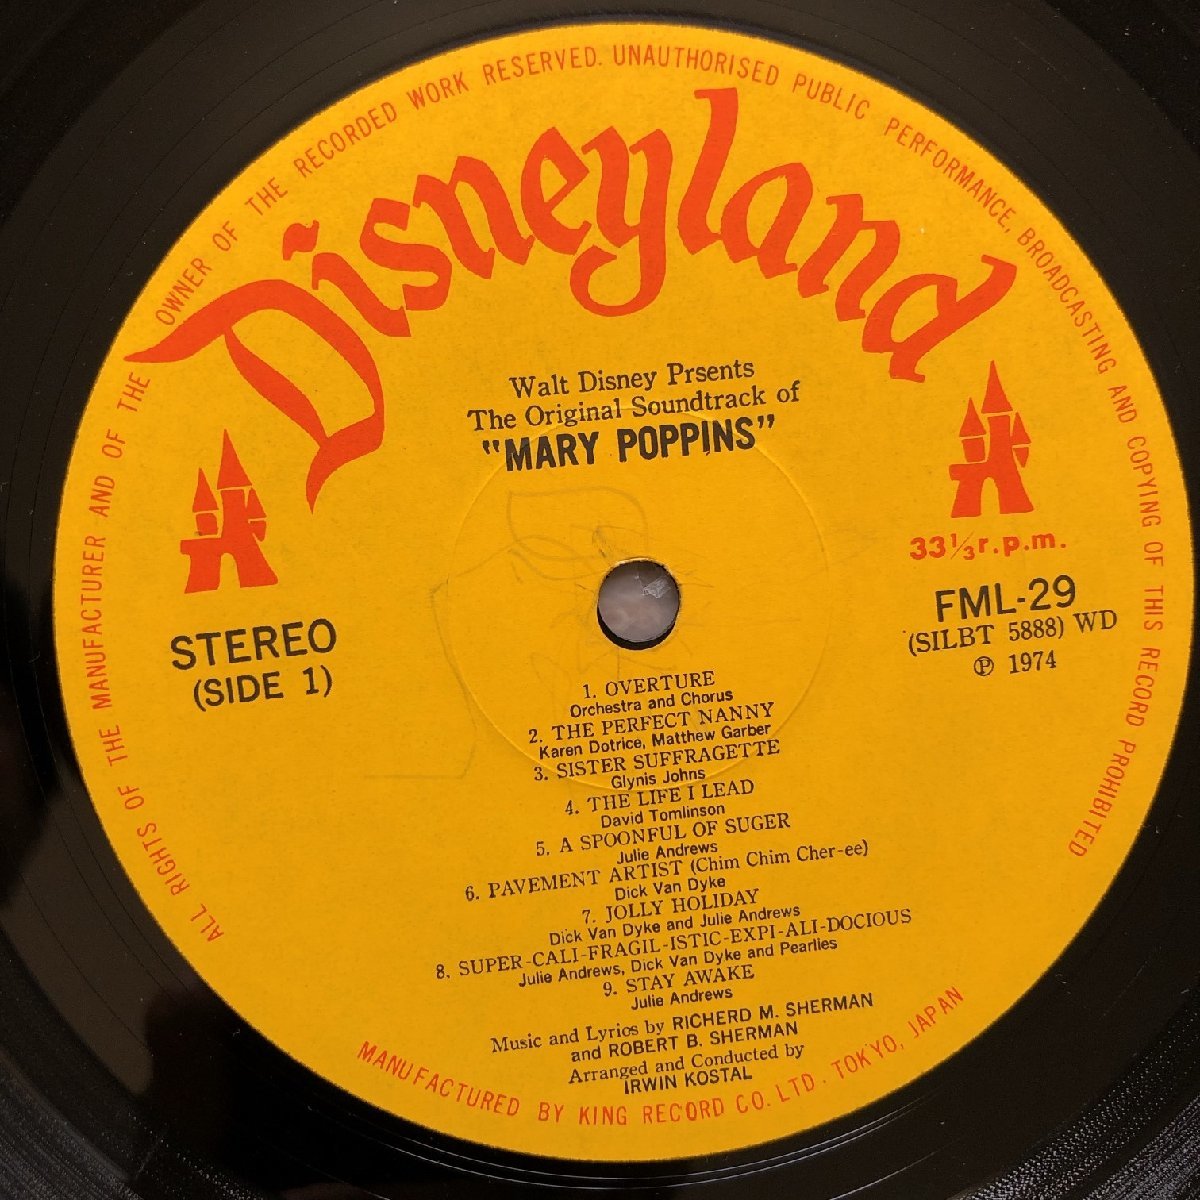 ALL RIGHTS OF THE MANUFACTURER AND OF THE OWNER OF THE RECORDED WORK RESERVED. UNAUTHORISED PUBLIC PERFORMANCE, BROADCASTING AND COPYING OF THIS RECORD PROHIBITED
Disneyland
Walt Disney Prsents
The Original Soundtrack of
"MARY POPPINS"
33 1/3 r.p.m.
FML-29
(SILBT 5888) WD
℗ 1974
STEREO
(SIDE 1)
1. OVERTURE
Orchestra and Chorus
2. THE PERFECT NANNY
Karen Dotrice, Matthew Garber
3. SISTER SUFFRAGETTE
Glynis Johns
4. THE LIFE I LEAD
David Tomlinson
5. A SPOONFUL OF SUGER
Julie Andrews
6. PAVEMENT ARTIST (Chim Chim Cher-ee)
Dick Van Dyke
7. JOLLY HOLIDAY
Dick Van Dyke and Julie Andrews
8. SUPER-CALI-FRAGIL-ISTIC-EXPI-ALI-DOCIOUS
Julie Andrews, Dick Van Dyke and Pearlies
9. STAY AWAKE
Julie Andrews
Music and Lyrics by RICHERD M. SHERMAN
and ROBERT B. SHERMAN
Arranged and Conducted by
IRWIN KOSTAL
MANUFACTURED BY KING RECORD CO. LTD. TOKYO, JAPAN